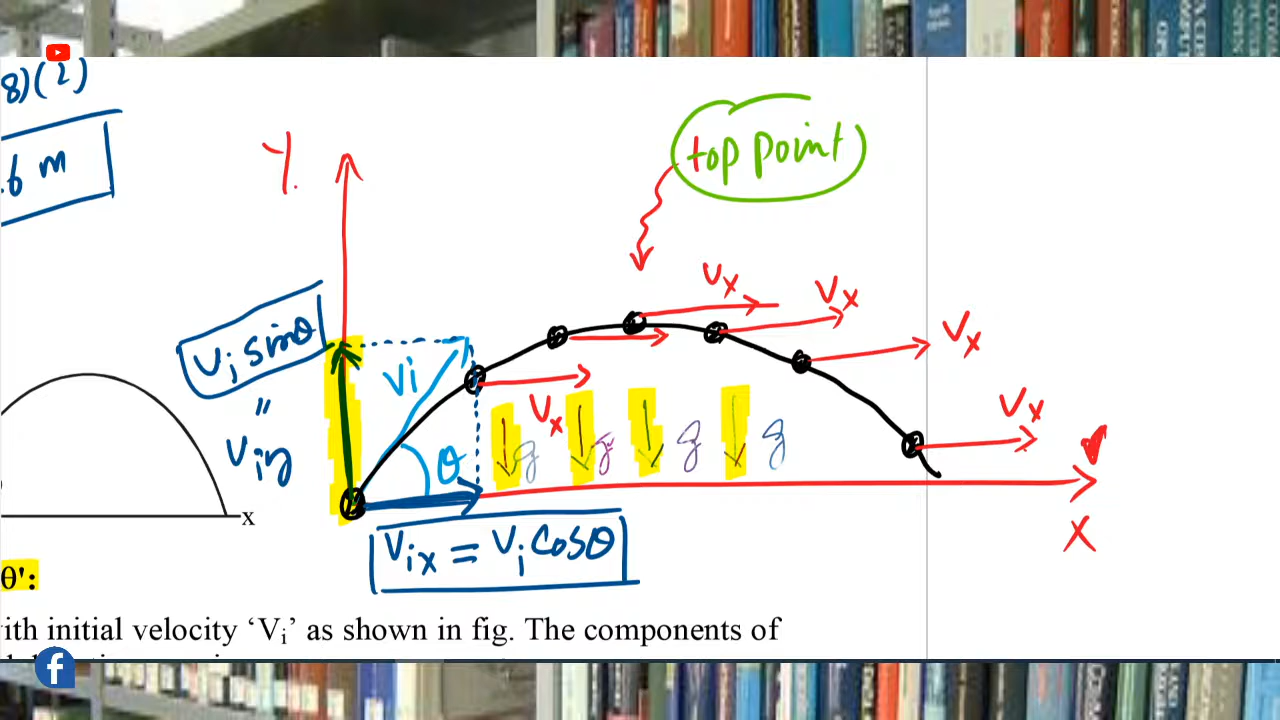 8)(2)
.6 m
Y
top point
Vx
Vx
Vx
Vx
Vx
Vi sinθ
"
Viy
Vi
θ
g
g
g
g
Vix = Vi Cosθ
X
x
θ':
ith initial velocity ‘Vi’ as shown in fig. The components of
f